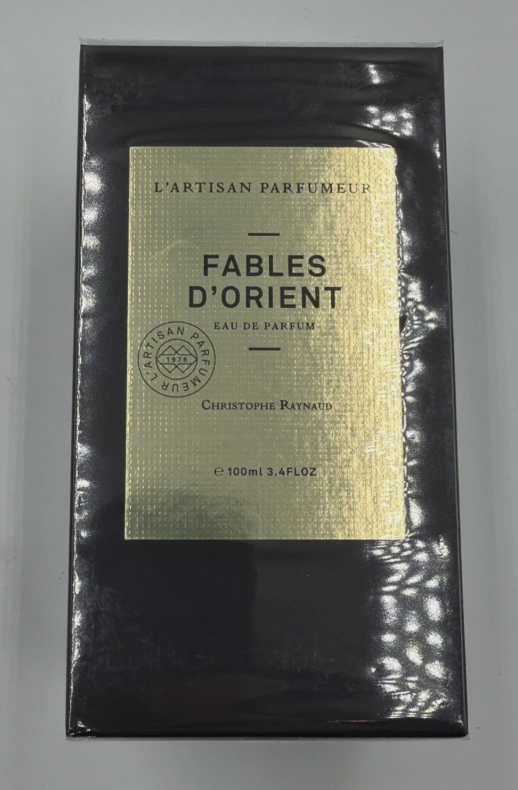 L'ARTISAN PARFUMEUR
FABLES
D'ORIENT
EAU DE PARFUM
L'ARTISAN PARFUMEUR
1976
CHRISTOPHE RAYNAUD
℮ 100ml 3.4FLOZ